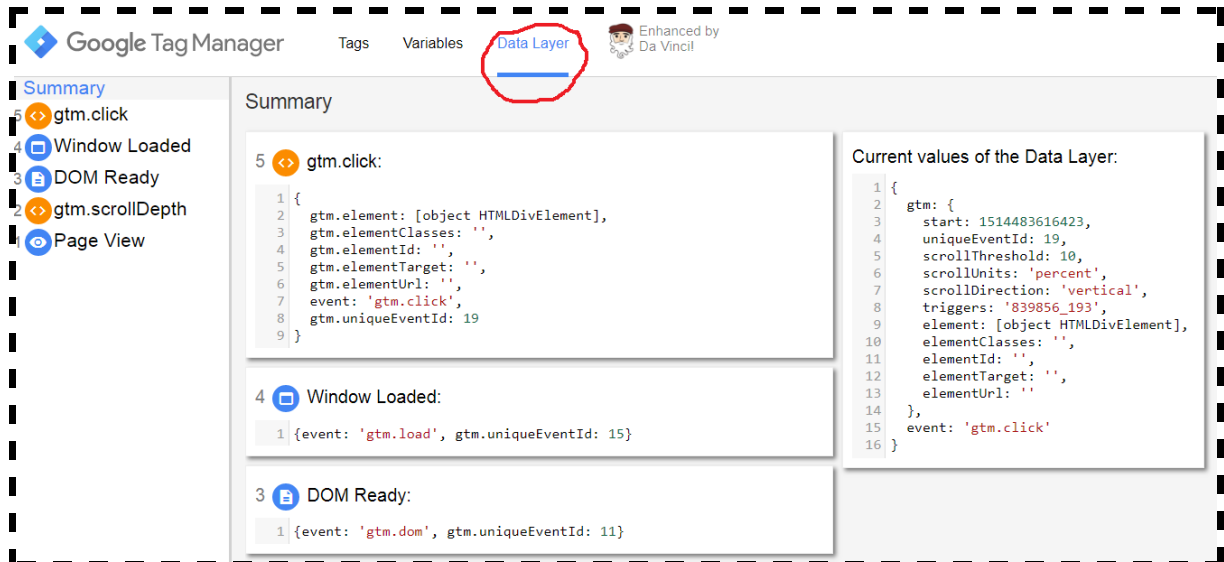 Google Tag Manager
Tags
Variables
Data Layer
Enhanced by
Da Vinci!
Summary
5 gtm.click
4 Window Loaded
3 DOM Ready
2 gtm.scrollDepth
1 Page View
Summary
5 gtm.click:
1 {
2 gtm.element: [object HTMLDivElement],
3 gtm.elementClasses: '',
4 gtm.elementId: '',
5 gtm.elementTarget: '',
6 gtm.elementUrl: '',
7 event: 'gtm.click',
8 gtm.uniqueEventId: 19
9 }
4 Window Loaded:
1 {event: 'gtm.load', gtm.uniqueEventId: 15}
3 DOM Ready:
1 {event: 'gtm.dom', gtm.uniqueEventId: 11}
Current values of the Data Layer:
1 {
2 gtm: {
3 start: 1514483616423,
4 uniqueEventId: 19,
5 scrollThreshold: 10,
6 scrollUnits: 'percent',
7 scrollDirection: 'vertical',
8 triggers: '839856_193',
9 element: [object HTMLDivElement],
10 elementClasses: '',
11 elementId: '',
12 elementTarget: '',
13 elementUrl: ''
14 },
15 event: 'gtm.click'
16 }